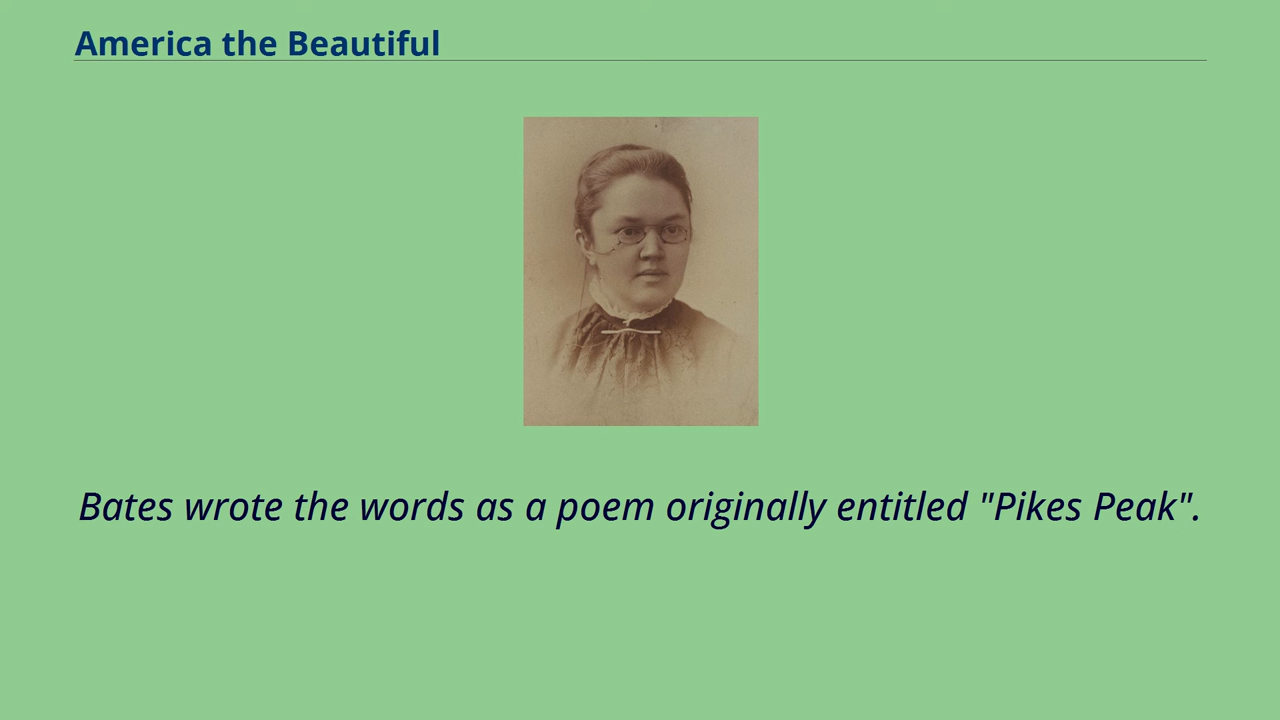 America the Beautiful
Bates wrote the words as a poem originally entitled "Pikes Peak".